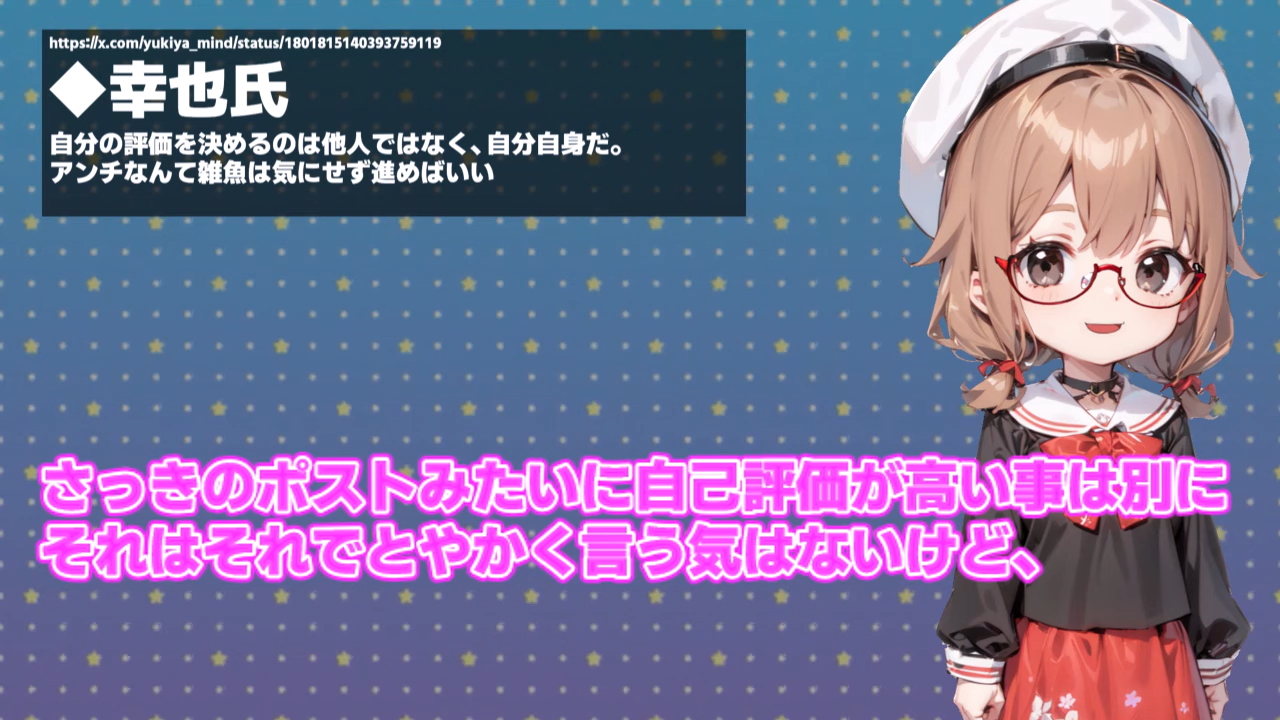 https://x.com/yukiya_mind/status/1801815140393759119
◆幸也氏
自分の評価を決めるのは他人ではなく、自分自身だ。
アンチなんて雑魚は気にせず進めばいい
さっきのポストみたいに自己評価が高い事は別に
それはそれでとやかく言う気はないけど、